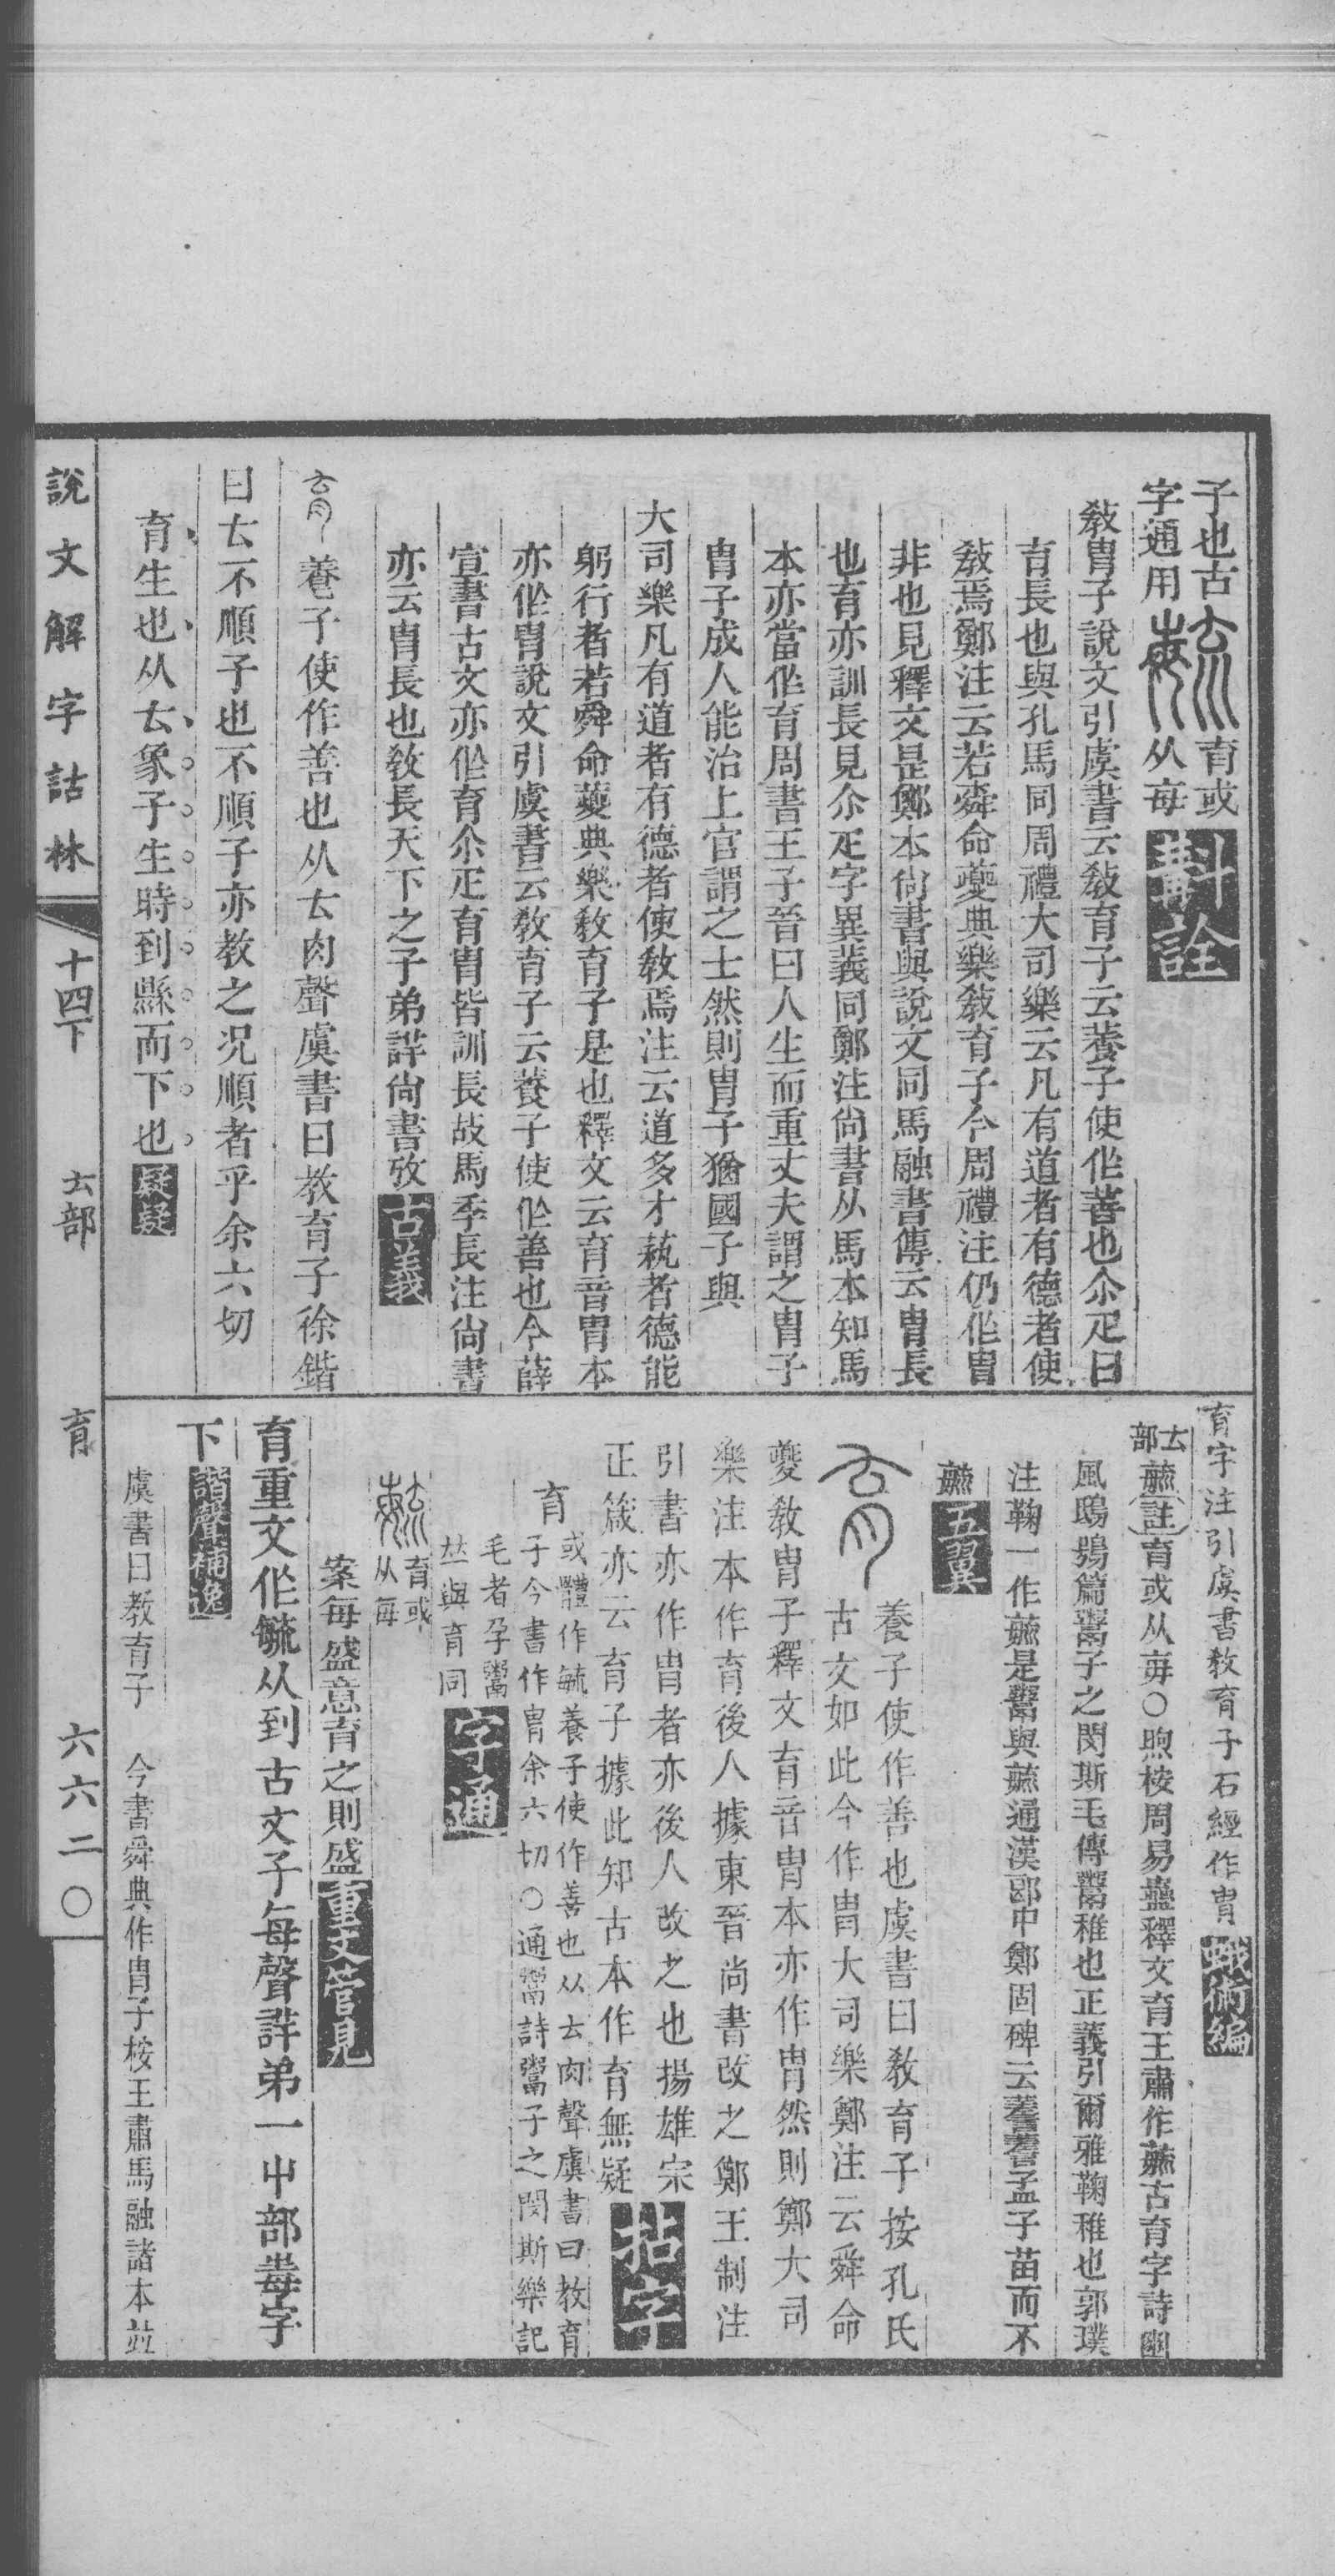 子也古
字通用
育或
从每
斠詮
敎胄子說文引虞書云敎育子云養子使作善也尒疋曰
育長也與孔馬同周禮大司樂云凡有道者有德者使
敎焉鄭注云若舜命夔典樂敎育子今周禮注仍作胄
非也見釋文是鄭本尙書與說文同馬融書傳云胄長
也育亦訓長見尒疋字異義同鄭注尙書从馬本知馬
本亦當作育周書王子晉曰人生而重丈夫謂之胄子
胄子成人能治上官謂之士然則胄子猶國子與
大司樂凡有道者有德者使敎焉注云道多才蓺者德能
躬行者若舜命夔典樂敎育子是也釋文云育音胄本
亦作胄說文引虞書云敎育子云養子使作善也今薛
宣書古文亦作育尒疋育胄皆訓長故馬季長注尙書
亦云胄長也敎長天下之子弟詳尙書攷
古義
育 養子使作善也从𠫓肉聲虞書曰教育子徐鍇
曰𠫓不順子也不順子亦教之况順者乎余六切
育生也从𠫓象子生時到縣而下也
疑疑
育字注引虞書教育子石經作胄
蛾術編
𠫓部
毓(註)育或从每○煦桉周易蠱釋文育王肅作毓古育字詩豳
風鴟鴞篇鬻子之閔斯毛傳鬻稚也正義引爾雅鞠稚也郭璞
注鞠一作毓是鬻與毓通漢郎中鄭固碑云善善孟子苗而不
毓
五翼
育 養子使作善也虞書曰敎育子按孔氏
古文如此今作胄大司樂鄭注云舜命
夔敎胄子釋文育音胄本亦作胄然則鄭大司
樂注本作育後人據東晉尚書改之鄭王制注
引書亦作胄者亦後人改之也揚雄宗
正箴亦云育子據此知古本作育無疑
拈字
育
或體作毓養子使作善也从𠫓肉聲虞書曰敎育
子今書作胄余六切○通鬻詩鬻子之閔斯樂記
毛者孕鬻
𠀤與育同
字通
育或
从每
案每盛意育之則盛
重文管見
育重文作毓从到古文子每聲詳弟一屮部毒字
下
諧聲補逸
虞書曰教育子 今書舜典作胄子桉王肅馬融諸本竝
說文解字詁林
十四下
𠫓部
育
六六二〇